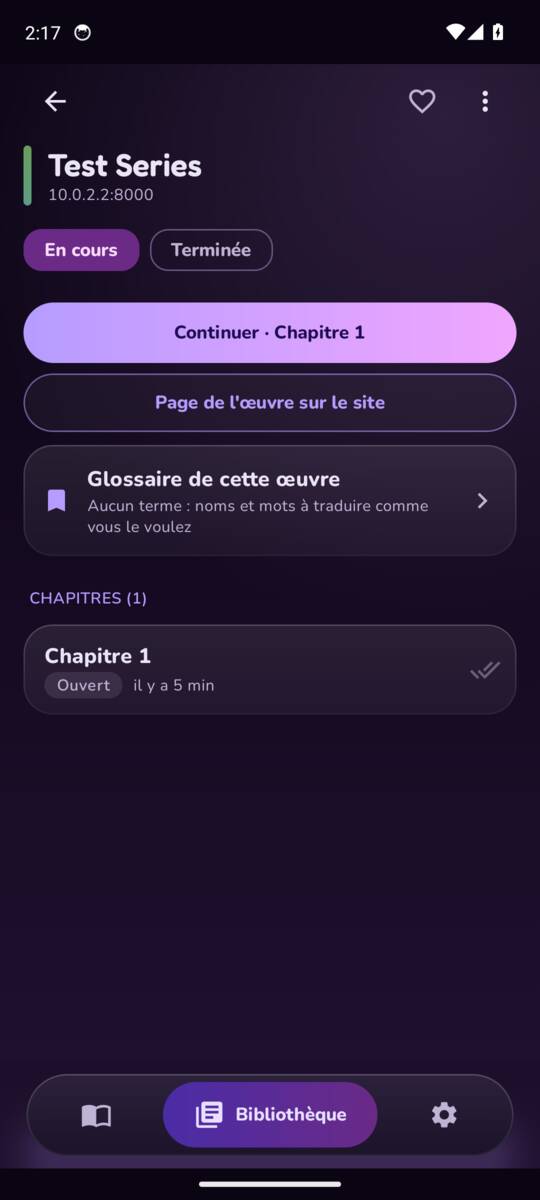 2:17
Test Series
10.0.2.2:8000
En cours
Terminée
Continuer · Chapitre 1
Page de l'œuvre sur le site
Glossaire de cette œuvre
Aucun terme : noms et mots à traduire comme
vous le voulez
CHAPITRES (1)
Chapitre 1
Ouvert
il y a 5 min
Bibliothèque